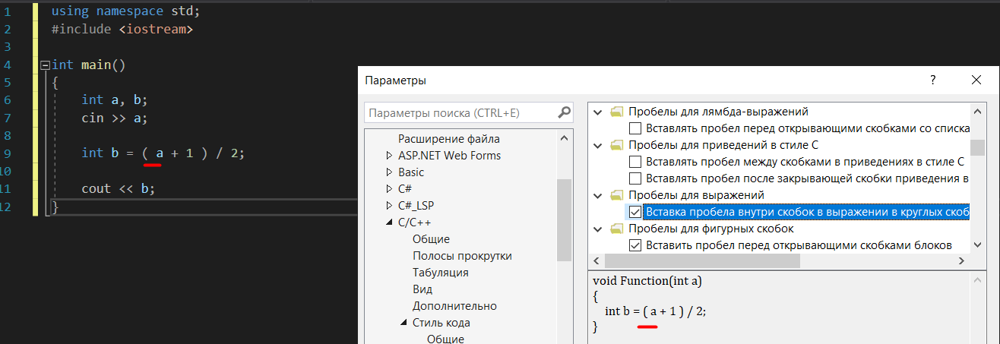 1 using namespace std;
2 #include <iostream>
3
4 int main()
5 {
6 int a, b;
7 cin >> a;
8
9 int b = ( a + 1 ) / 2;
10
11 cout << b;
12 }
Параметры
? ×
Параметры поиска (CTRL+E)
Расширение файла
ASP.NET Web Forms
Basic
C#
C#_LSP
C/C++
Общие
Полосы прокрутки
Табуляция
Вид
Дополнительно
Стиль кода
Общие
Пробелы для лямбда-выражений
Вставлять пробел перед открывающими скобками со списка
Пробелы для приведений в стиле C
Вставлять пробел между скобками в приведениях в стиле C
Вставлять пробел после закрывающей скобки приведения в
Пробелы для выражений
Вставка пробела внутри скобок в выражении в круглых скоб
Пробелы для фигурных скобок
Вставить пробел перед открывающими скобками блоков
void Function(int a)
{
int b = ( a + 1 ) / 2;
}